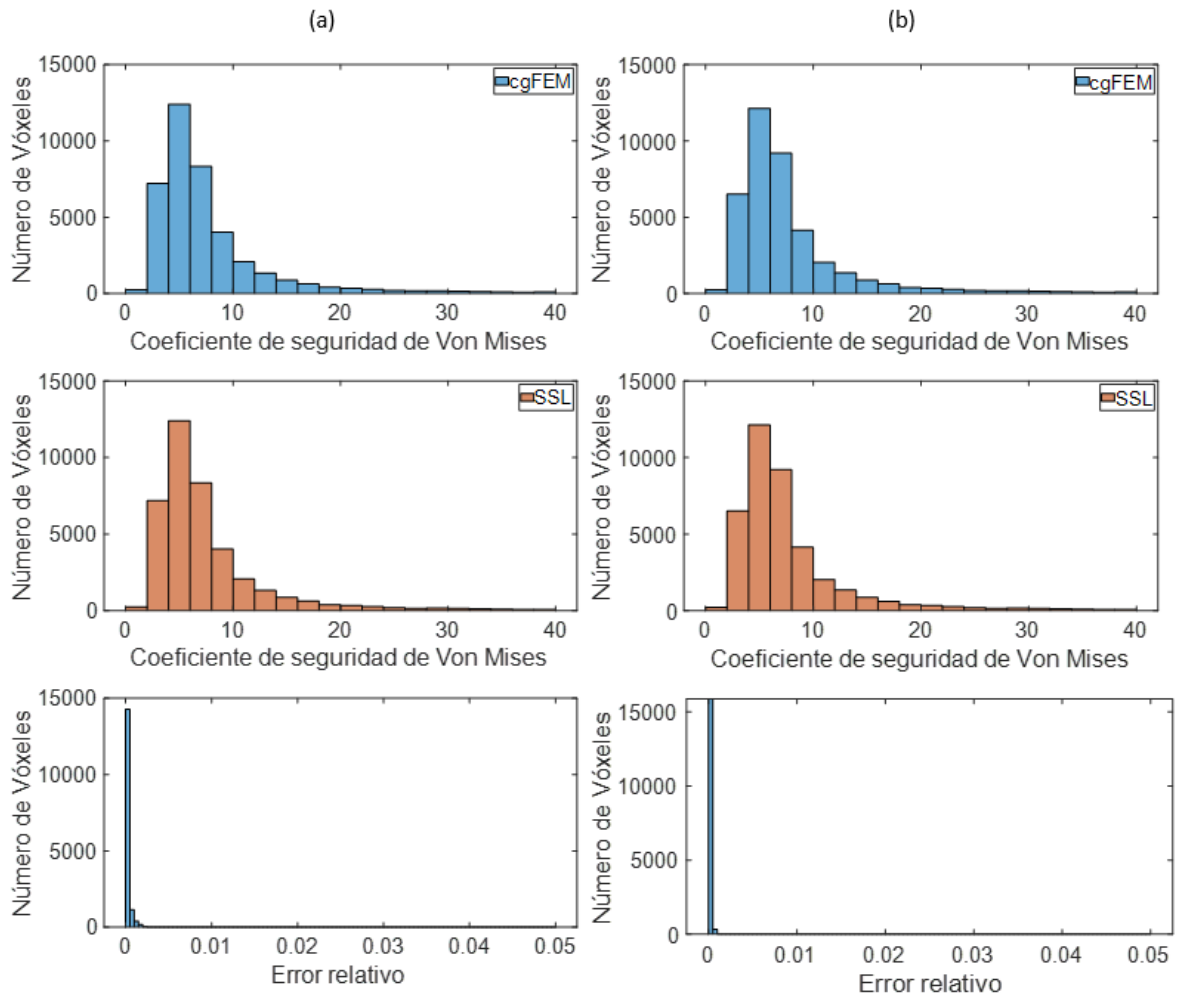 (a)
(b)
15000
10000
5000
0
Número de Vóxeles
cgFEM
0 10 20 30 40
Coeficiente de seguridad de Von Mises
15000
10000
5000
0
Número de Vóxeles
cgFEM
0 10 20 30 40
Coeficiente de seguridad de Von Mises
15000
10000
5000
0
Número de Vóxeles
SSL
0 10 20 30 40
Coeficiente de seguridad de Von Mises
15000
10000
5000
0
Número de Vóxeles
SSL
0 10 20 30 40
Coeficiente de seguridad de Von Mises
15000
10000
5000
0
Número de Vóxeles
0 0.01 0.02 0.03 0.04 0.05
Error relativo
15000
10000
5000
0
Número de Vóxeles
0 0.01 0.02 0.03 0.04 0.05
Error relativo